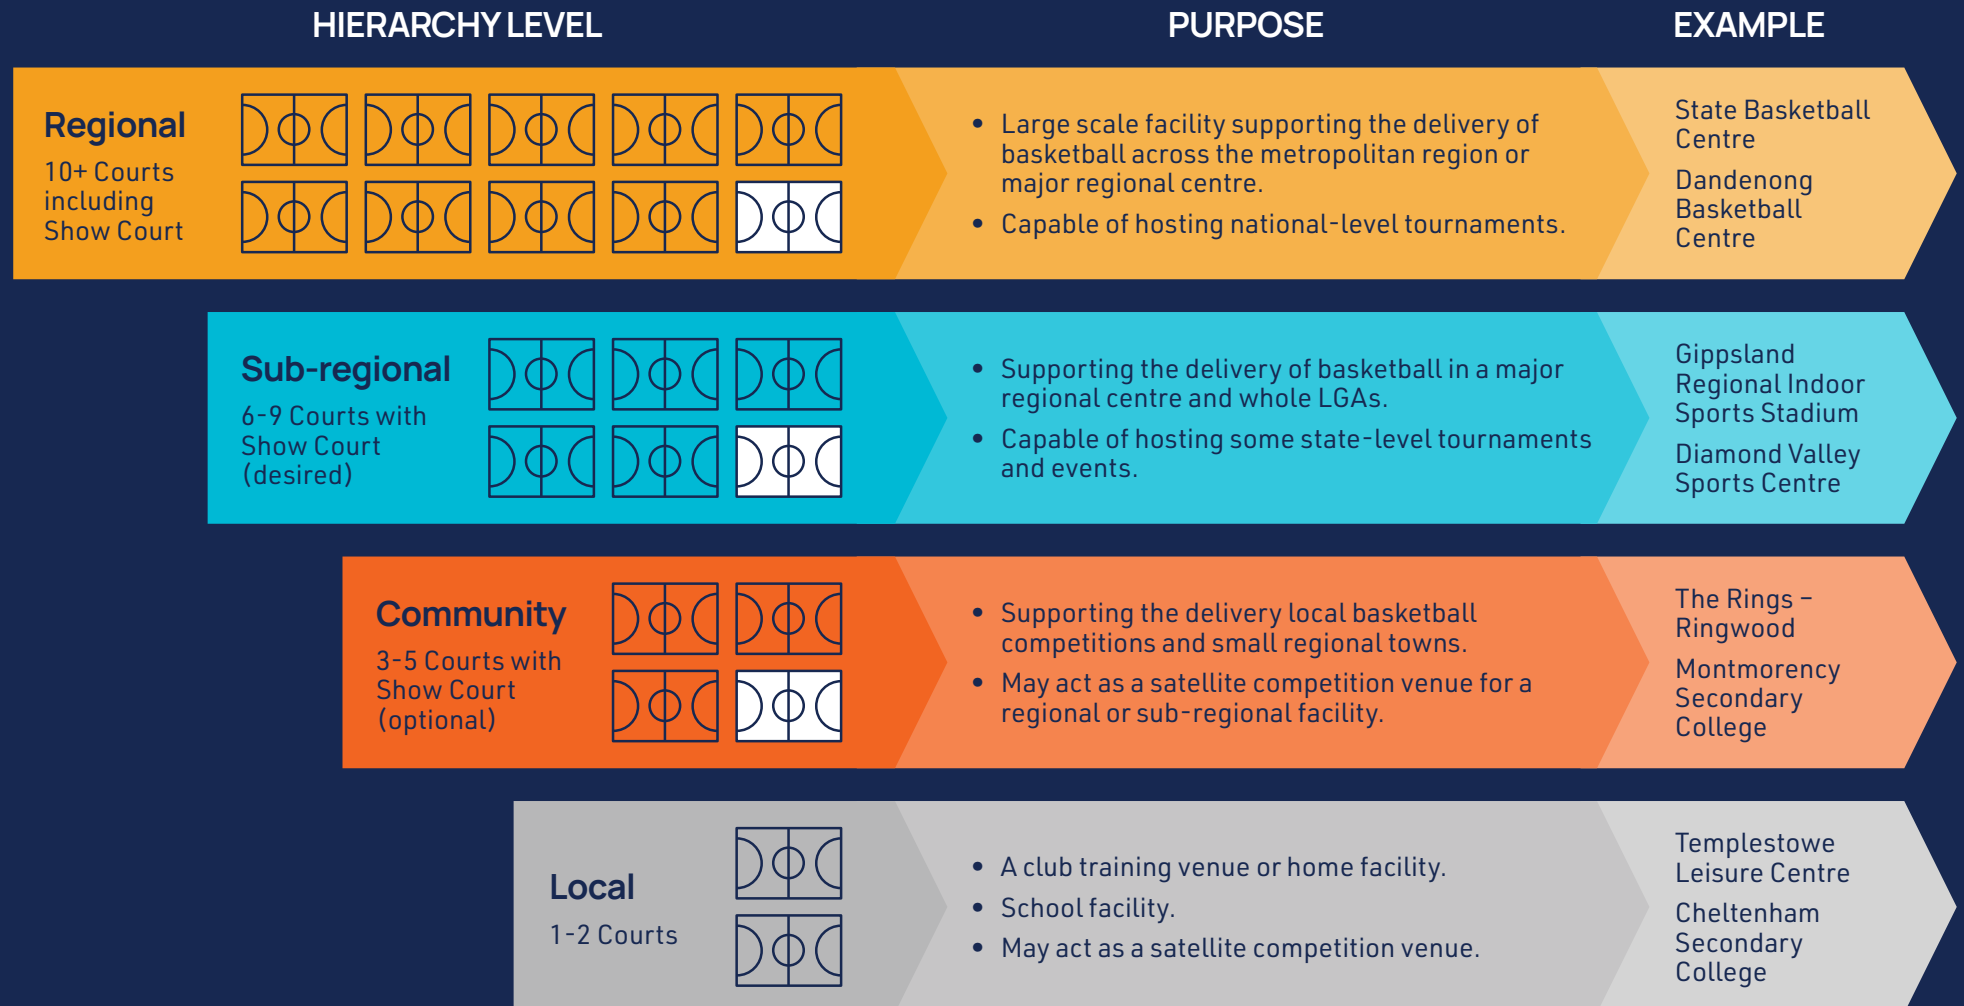 HIERARCHY LEVEL
PURPOSE
EXAMPLE
Regional
10+ Courts
including
Show Court
• Large scale facility supporting the delivery of
basketball across the metropolitan region or
major regional centre.
• Capable of hosting national-level tournaments.
State Basketball
Centre
Dandenong
Basketball
Centre
Sub-regional
6-9 Courts with
Show Court
(desired)
• Supporting the delivery of basketball in a major
regional centre and whole LGAs.
• Capable of hosting some state-level tournaments
and events.
Gippsland
Regional Indoor
Sports Stadium
Diamond Valley
Sports Centre
Community
3-5 Courts with
Show Court
(optional)
• Supporting the delivery local basketball
competitions and small regional towns.
• May act as a satellite competition venue for a
regional or sub-regional facility.
The Rings –
Ringwood
Montmorency
Secondary
College
Local
1-2 Courts
• A club training venue or home facility.
• School facility.
• May act as a satellite competition venue.
Templestowe
Leisure Centre
Cheltenham
Secondary
College